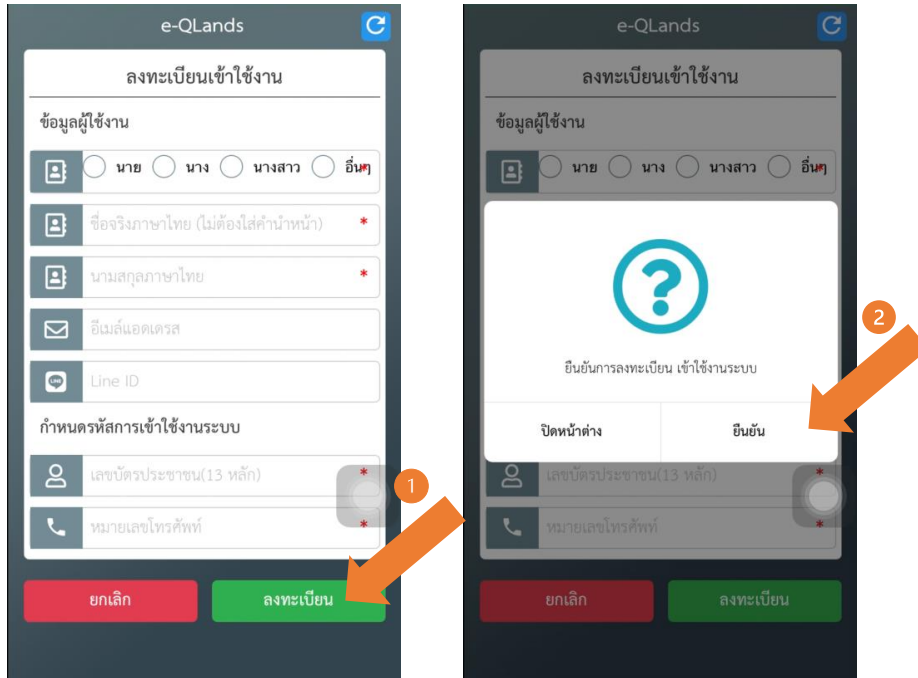 e-QLands
ลงทะเบียนเข้าใช้งาน
ข้อมูลผู้ใช้งาน
นาย นาง นางสาว อื่นๆ *
ชื่อจริงภาษาไทย (ไม่ต้องใส่คำนำหน้า) *
นามสกุลภาษาไทย *
อีเมล์แอดเดรส
LINE Line ID
กำหนดรหัสการเข้าใช้งานระบบ
เลขบัตรประชาชน(13 หลัก) *
1
หมายเลขโทรศัพท์ *
ยกเลิก ลงทะเบียน
e-QLands
ลงทะเบียนเข้าใช้งาน
ข้อมูลผู้ใช้งาน
นาย นาง นางสาว อื่นๆ *
?
2
ยืนยันการลงทะเบียน เข้าใช้งานระบบ
ปิดหน้าต่าง ยืนยัน
เลขบัตรประชาชน(13 หลัก) *
หมายเลขโทรศัพท์ *
ยกเลิก ลงทะเบียน